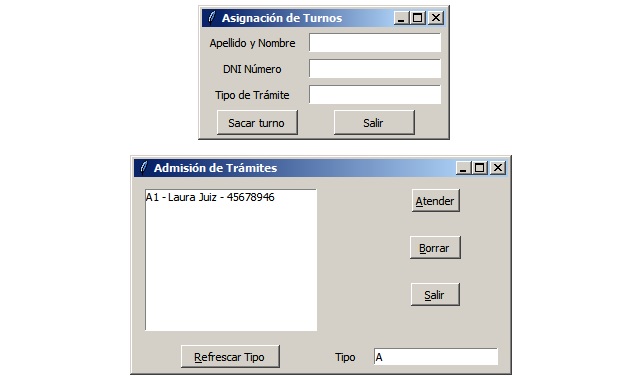 Asignación de Turnos
Apellido y Nombre
DNI Número
Tipo de Trámite
Sacar turno Salir
Admisión de Trámites
A1 - Laura Juiz - 45678946
Atender
Borrar
Salir
Refrescar Tipo Tipo A